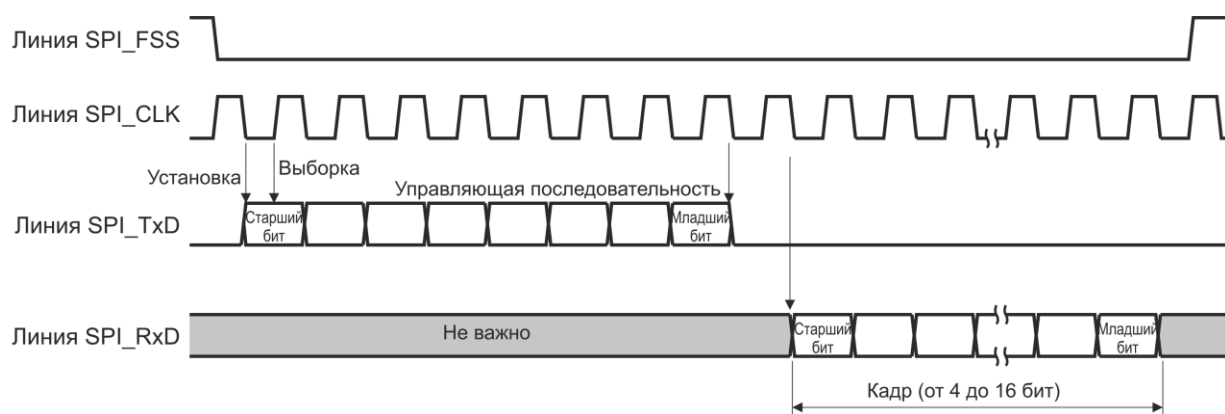 Линия SPI_FSS
Линия SPI_CLK
Установка
Выборка
Управляющая последовательность
Линия SPI_TxD
Старший
бит
Младший
бит
Линия SPI_RxD
Не важно
Старший
бит
Младший
бит
Кадр (от 4 до 16 бит)